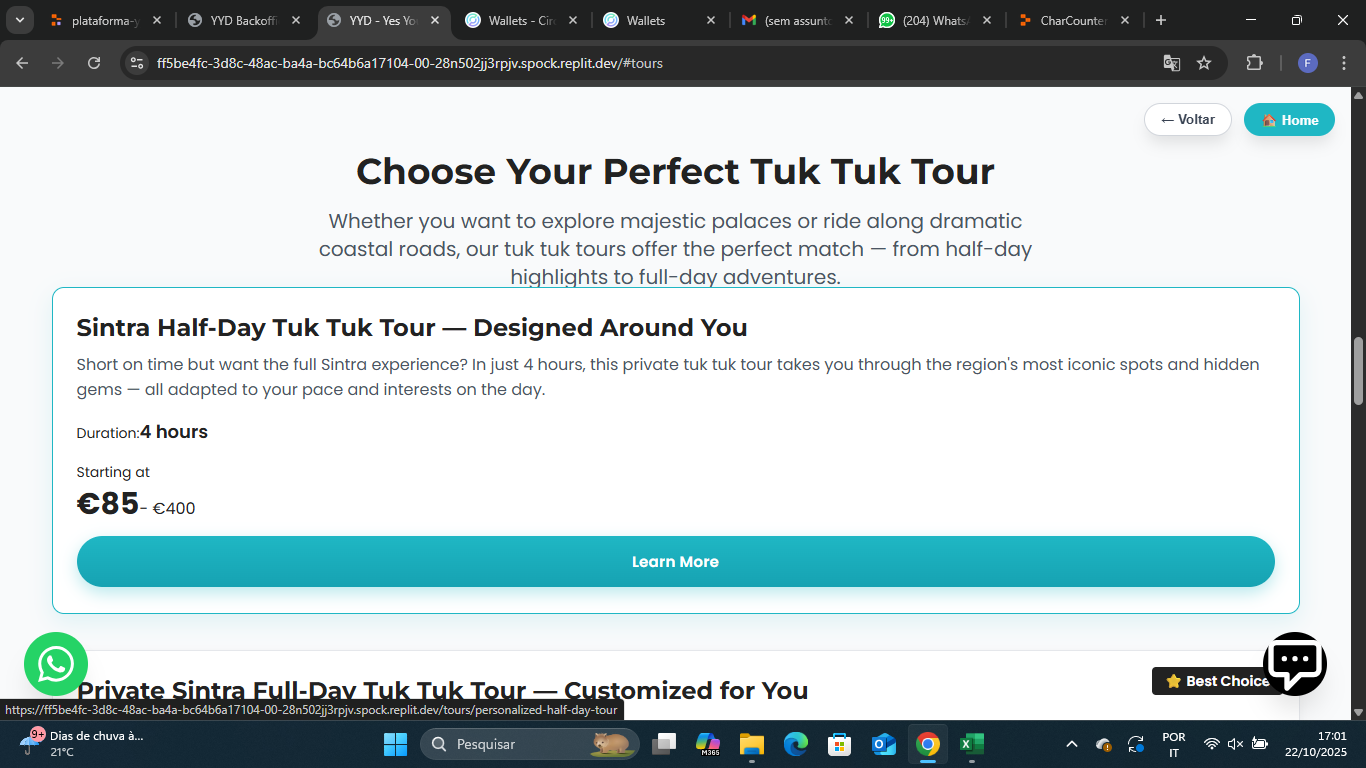 plataforma-y
YYD Backoffi
YYD - Yes Yo
Wallets - Circ
Wallets
(sem assunto
99+
(204) Whats
CharCounter
ff5be4fc-3d8c-48ac-ba4a-bc64b6a17104-00-28n502jj3rpjv.spock.replit.dev/#tours
F
← Voltar
Home
Choose Your Perfect Tuk Tuk Tour
Whether you want to explore majestic palaces or ride along dramatic
coastal roads, our tuk tuk tours offer the perfect match — from half-day
highlights to full-day adventures.
Sintra Half-Day Tuk Tuk Tour — Designed Around You
Short on time but want the full Sintra experience? In just 4 hours, this private tuk tuk tour takes you through the region's most iconic spots and hidden
gems — all adapted to your pace and interests on the day.
Duration:4 hours
Starting at
€85– €400
Learn More
Private Sintra Full-Day Tuk Tuk Tour — Customized for You
Best Choice
https://ff5be4fc-3d8c-48ac-ba4a-bc64b6a17104-00-28n502jj3rpjv.spock.replit.dev/tours/personalized-half-day-tour
9+
Dias de chuva à...
21°C
Pesquisar
M365
POR
IT
17:01
22/10/2025